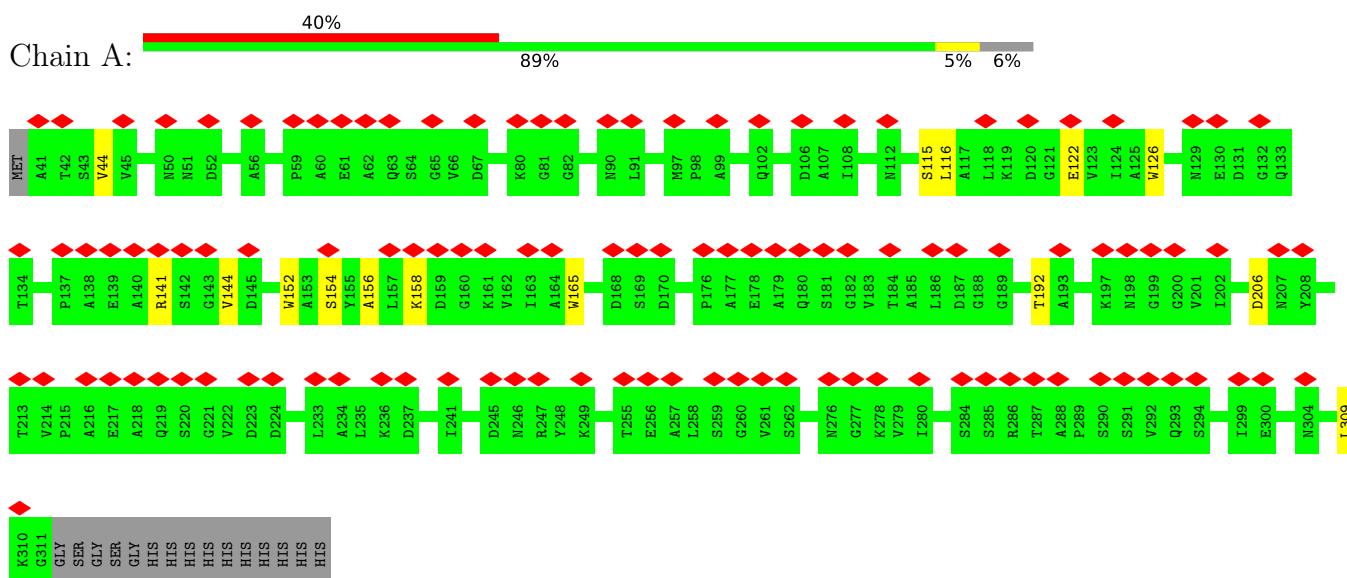 40%
Chain A:
89% 5% 6%
MET A41 T42 S43 V44 V45 N50 N51 D52 A56 P59 A60 E61 A62 Q63 S64 G65 V66 D67 K80 G81 G82 N90 L91 M97 P98 A99 Q102 D106 A107 I108 N112 S115 L116 A117 L118 K119 D120 G121 E122 V123 I124 A125 W126 N129 E130 D131 G132 Q133
T134 P137 A138 E139 A140 R141 S142 G143 V144 D145 W152 A153 S154 Y155 A156 L157 K158 D159 G160 K161 V162 I163 A164 W165 D168 S169 D170 P176 A177 E178 A179 Q180 S181 G182 V183 T184 A185 L186 D187 G188 G189 T192 A193 K197 N198 G199 G200 V201 I202 D206 N207 Y208
T213 V214 P215 A216 E217 A218 Q219 S220 G221 V222 D223 D224 L233 A234 L235 K236 D237 I241 D245 N246 R247 Y248 K249 T255 E256 A257 L258 S259 G260 V261 S262 N276 G277 K278 V279 I280 S284 S285 R286 T287 A288 P289 S290 S291 V292 Q293 S294 I299 E300 N304 L309
K310 G311 GLY SER GLY SER GLY HIS HIS HIS HIS HIS HIS HIS HIS HIS HIS